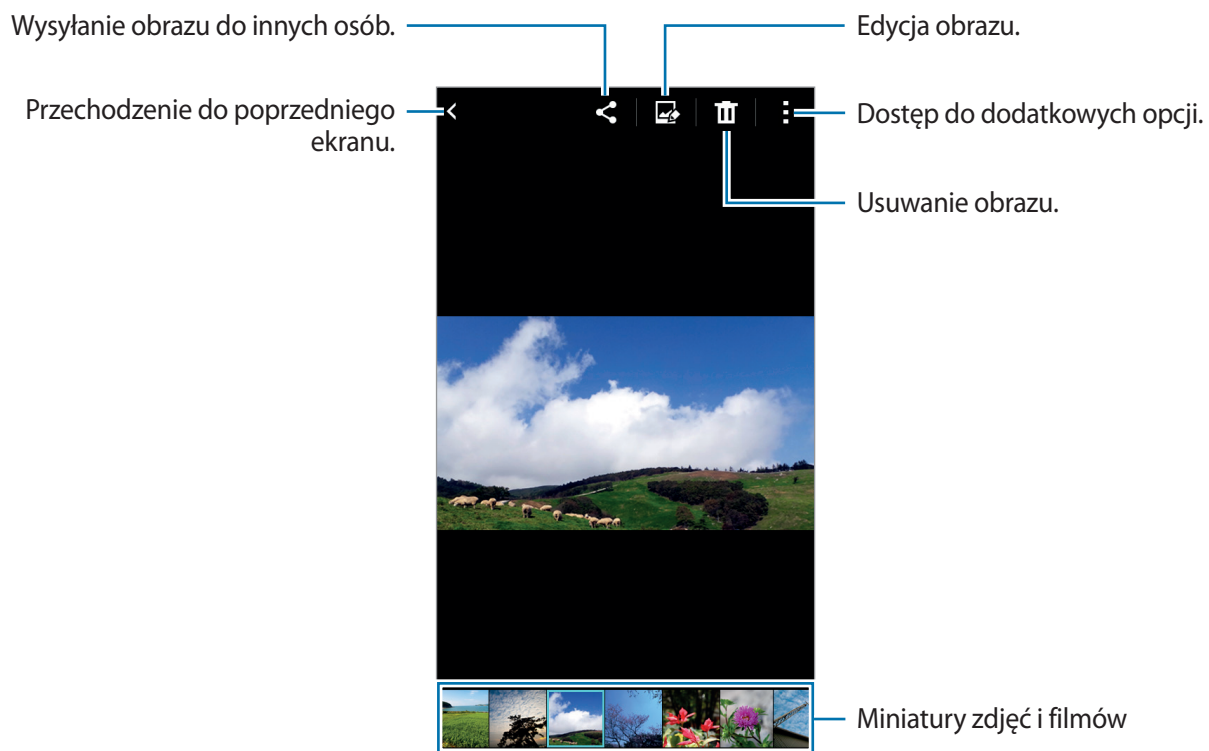 Wysyłanie obrazu do innych osób.
Edycja obrazu.
Przechodzenie do poprzedniego
ekranu.
Dostęp do dodatkowych opcji.
Usuwanie obrazu.
Miniatury zdjęć i filmów